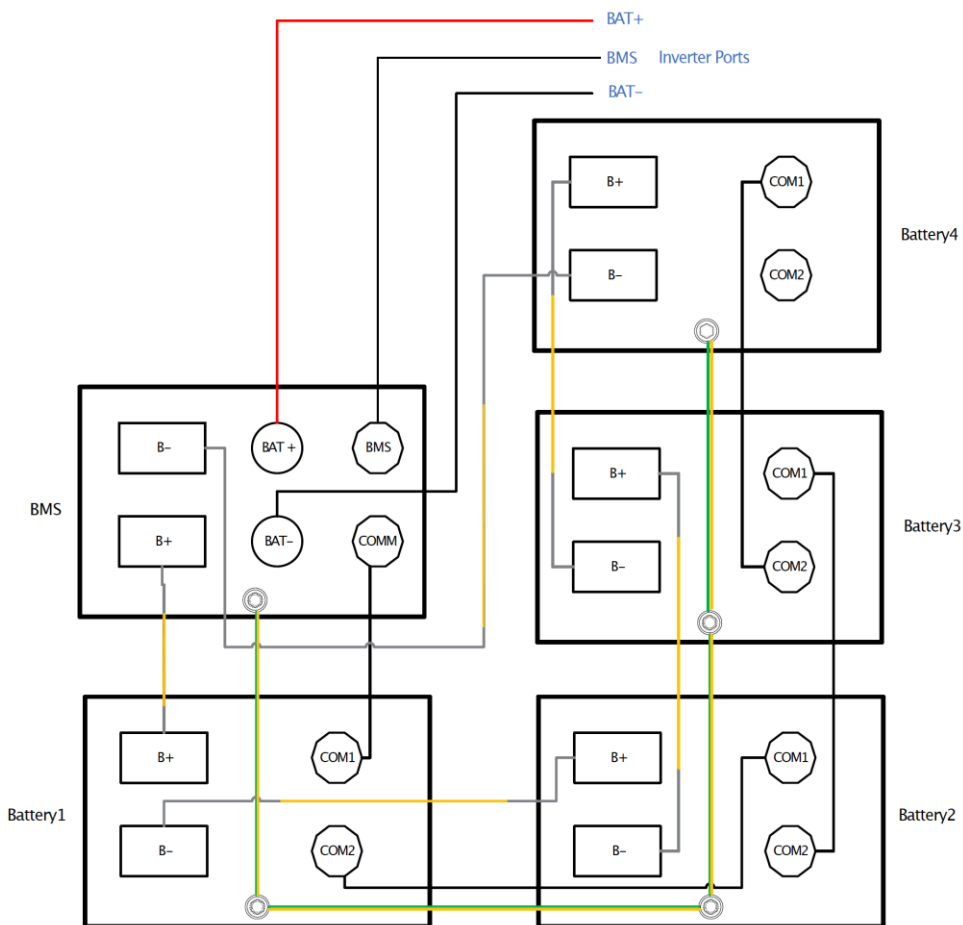 BAT+
BMS Inverter Ports
BAT–
B+
COM1
Battery4
B–
COM2
B–
BAT +
BMS
BMS
B+
BAT–
COMM
B+
COM1
Battery3
B–
COM2
B+
COM1
Battery1
B–
COM2
B+
COM1
Battery2
B–
COM2